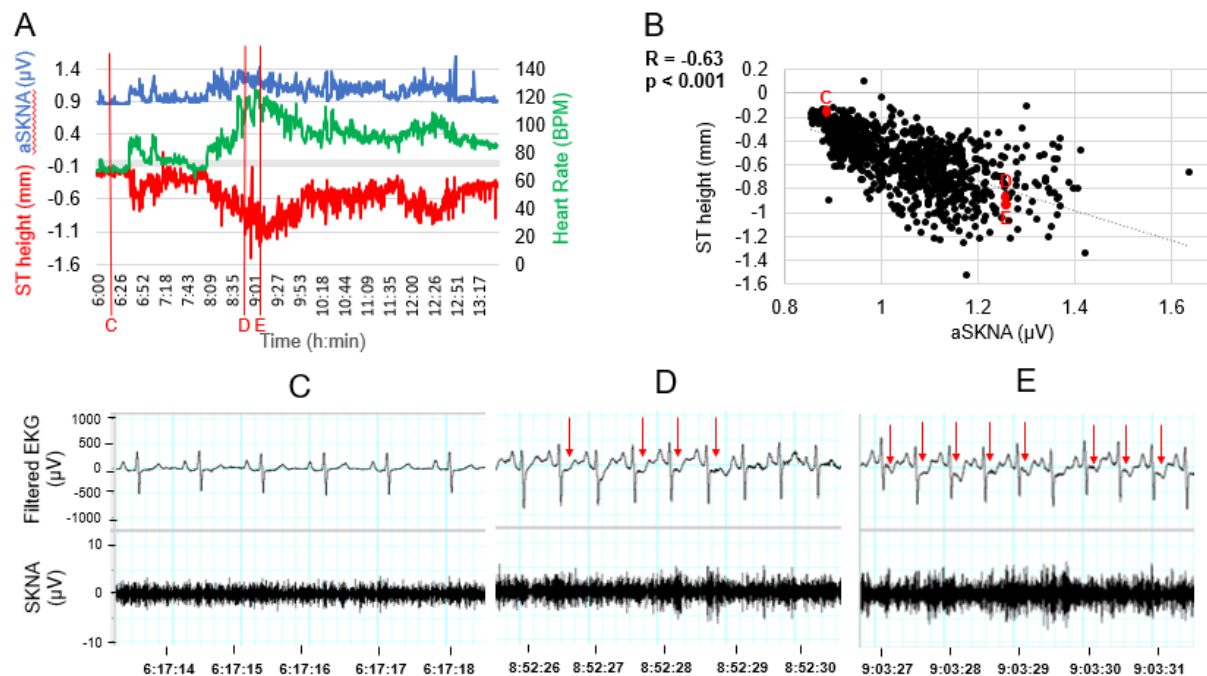 A
aSKNA (µV)
ST height (mm)
1.4
0.9
0.4
-0.1
-0.6
-1.1
-1.6
140
120
100
80
60
40
20
0
Heart Rate (BPM)
6:00
6:26
6:52
7:18
7:43
8:09
8:35
9:01
9:27
9:53
10:18
10:44
11:09
11:35
12:00
12:26
12:51
13:17
C
D
E
Time (h:min)
B
R = -0.63
p < 0.001
0.2
0
-0.2
-0.4
-0.6
-0.8
-1
-1.2
-1.4
-1.6
ST height (mm)
C
D
E
0.8
1
1.2
1.4
1.6
aSKNA (µV)
C
D
E
Filtered EKG
(µV)
1000
500
0
-500
-1000
SKNA
(µV)
10
0
-10
6:17:14 6:17:15 6:17:16 6:17:17 6:17:18
8:52:26 8:52:27 8:52:28 8:52:29 8:52:30
9:03:27 9:03:28 9:03:29 9:03:30 9:03:31